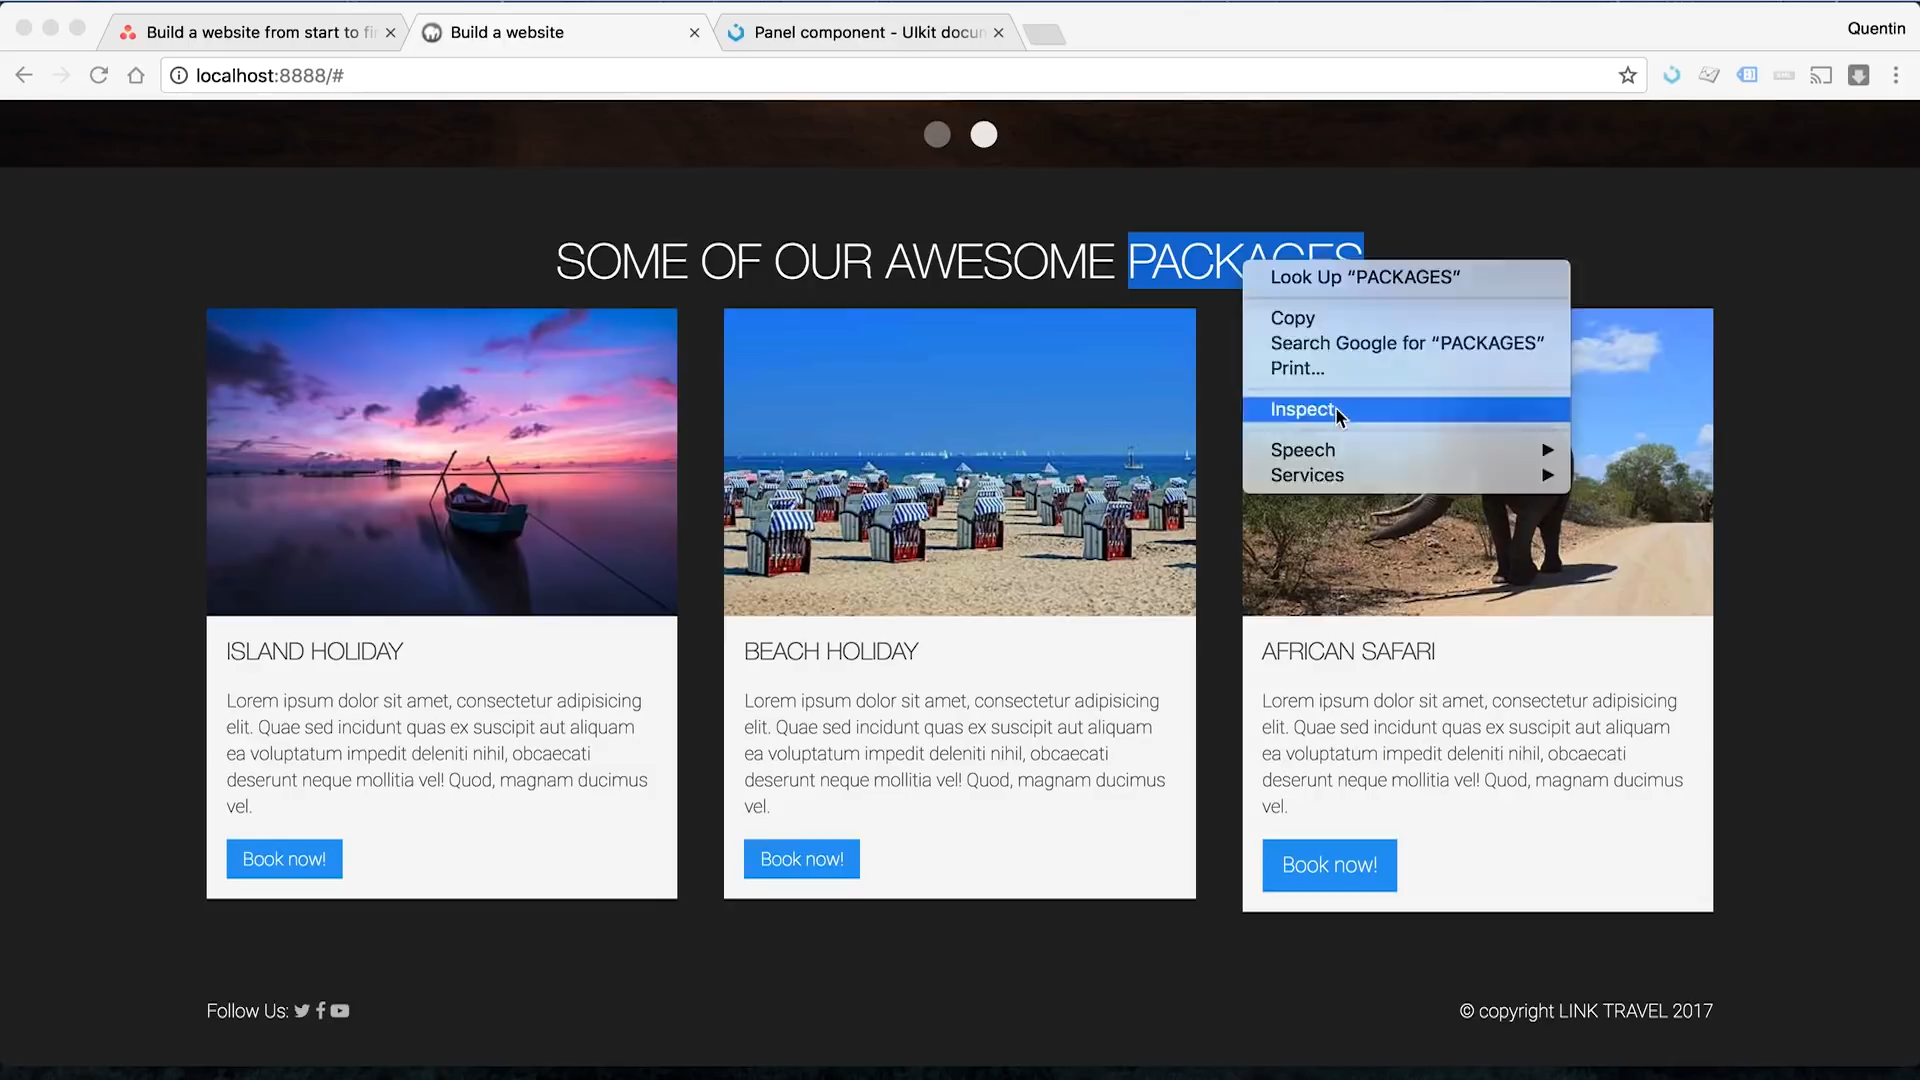 Build a website from start to fi
Build a website
Panel component - UIkit docu
Quentin
localhost:8888/#
SOME OF OUR AWESOME PACKAGES
Look Up “PACKAGES”
Copy
Search Google for “PACKAGES”
Print...
Inspect
Speech
Services
ISLAND HOLIDAY
Lorem ipsum dolor sit amet, consectetur adipisicing
elit. Quae sed incidunt quas ex suscipit aut aliquam
ea voluptatum impedit deleniti nihil, obcaecati
deserunt neque mollitia vel! Quod, magnam ducimus
vel.
Book now!
BEACH HOLIDAY
Lorem ipsum dolor sit amet, consectetur adipisicing
elit. Quae sed incidunt quas ex suscipit aut aliquam
ea voluptatum impedit deleniti nihil, obcaecati
deserunt neque mollitia vel! Quod, magnam ducimus
vel.
Book now!
AFRICAN SAFARI
Lorem ipsum dolor sit amet, consectetur adipisicing
elit. Quae sed incidunt quas ex suscipit aut aliquam
ea voluptatum impedit deleniti nihil, obcaecati
deserunt neque mollitia vel! Quod, magnam ducimus
vel.
Book now!
Follow Us:
© copyright LINK TRAVEL 2017